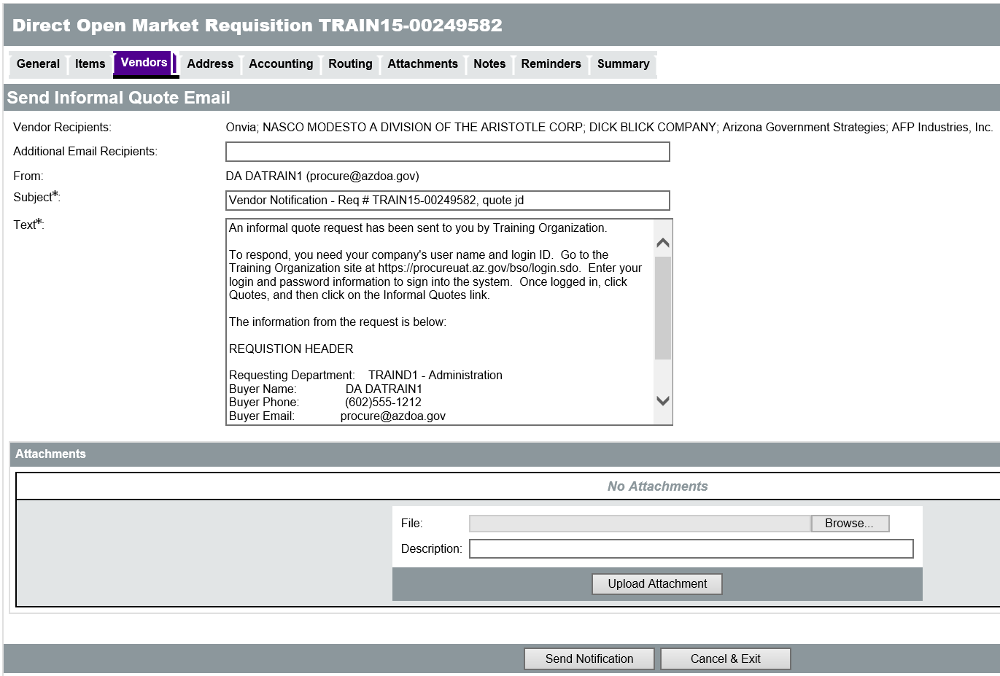 Direct Open Market Requisition TRAIN15-00249582
General Items Vendors Address Accounting Routing Attachments Notes Reminders Summary
Send Informal Quote Email
Vendor Recipients: Onvia; NASCO MODESTO A DIVISION OF THE ARISTOTLE CORP; DICK BLICK COMPANY; Arizona Government Strategies; AFP Industries, Inc.
Additional Email Recipients:
From: DA DATRAIN1 (procure@azdoa.gov)
Subject*: Vendor Notification - Req # TRAIN15-00249582, quote jd
Text*:
An informal quote request has been sent to you by Training Organization.
To respond, you need your company's user name and login ID.  Go to the
Training Organization site at https://procureuat.az.gov/bso/login.sdo.  Enter your
login and password information to sign into the system.  Once logged in, click
Quotes, and then click on the Informal Quotes link.
The information from the request is below:
REQUISTION HEADER
Requesting Department: TRAIND1 - Administration
Buyer Name: DA DATRAIN1
Buyer Phone: (602)555-1212
Buyer Email: procure@azdoa.gov
Attachments
No Attachments
File: Browse...
Description:
Upload Attachment
Send Notification Cancel & Exit